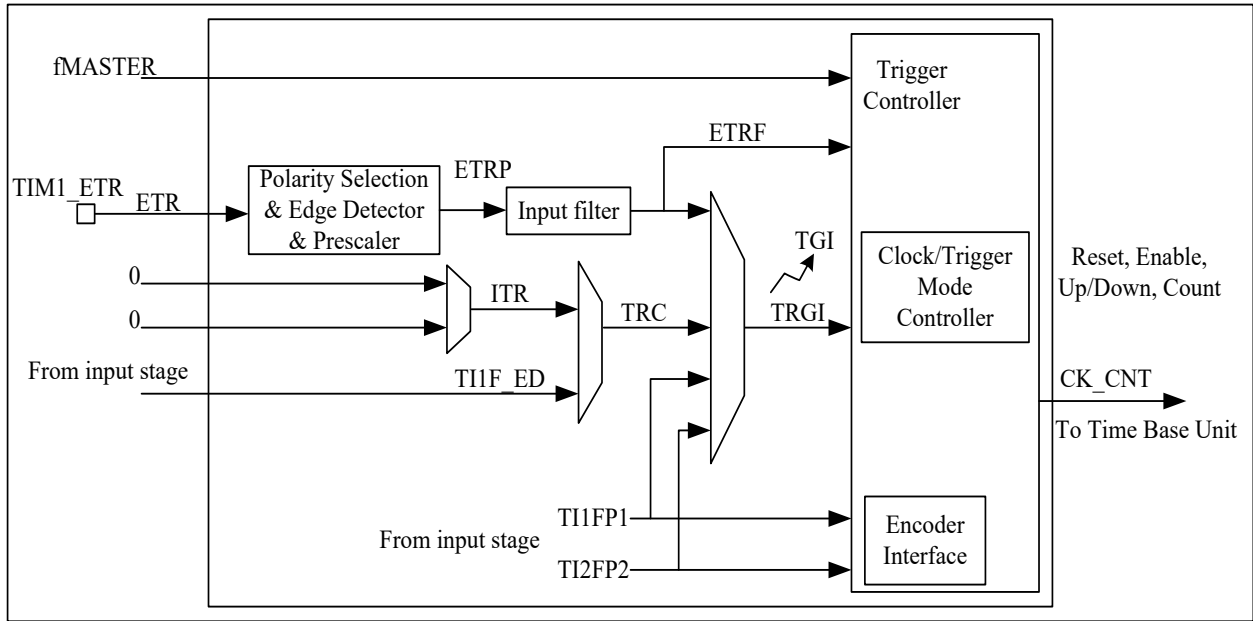 fMASTER
Trigger
Controller
ETRF
TIM1_ETR
ETR
Polarity Selection
& Edge Detector
& Prescaler
ETRP
Input filter
TGI
Clock/Trigger
Mode
Controller
Reset, Enable,
Up/Down, Count
0
ITR
0
TRC
TRGI
From input stage
TI1F_ED
CK_CNT
To Time Base Unit
TI1FP1
From input stage
TI2FP2
Encoder
Interface